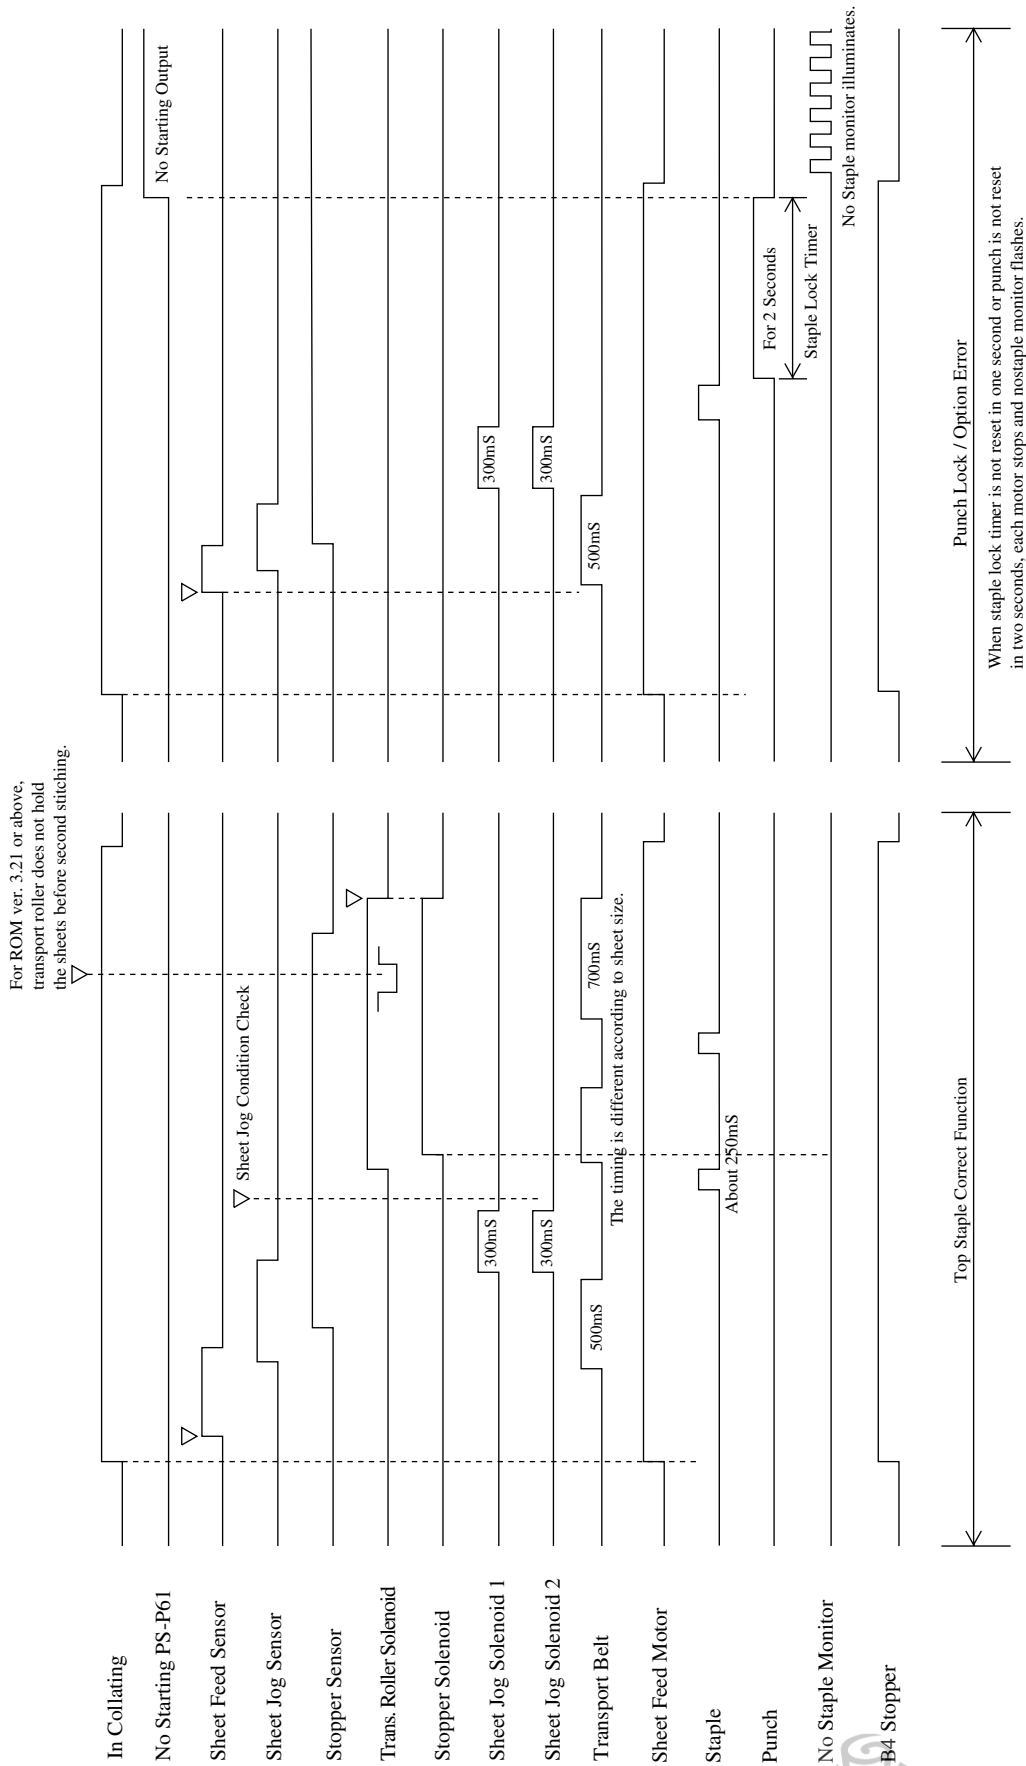 For ROM ver. 3.21 or above,
transport roller does not hold
the sheets before second stitching.
In Collating
No Starting PS-P61
No Starting Output
Sheet Feed Sensor
Sheet Jog Sensor
Sheet Jog Condition Check
Stopper Sensor
Trans. Roller Solenoid
Stopper Solenoid
Sheet Jog Solenoid 1
300mS
300mS
Sheet Jog Solenoid 2
300mS
300mS
Transport Belt
500mS
700mS
500mS
The timing is different according to sheet size.
Sheet Feed Motor
Staple
About 250mS
Punch
For 2 Seconds
Staple Lock Timer
No Staple Monitor
No Staple monitor illuminates.
B4 Stopper
Top Staple Correct Function
Punch Lock / Option Error
When staple lock timer is not reset in one second or punch is not reset
in two seconds, each motor stops and nostaple monitor flashes.